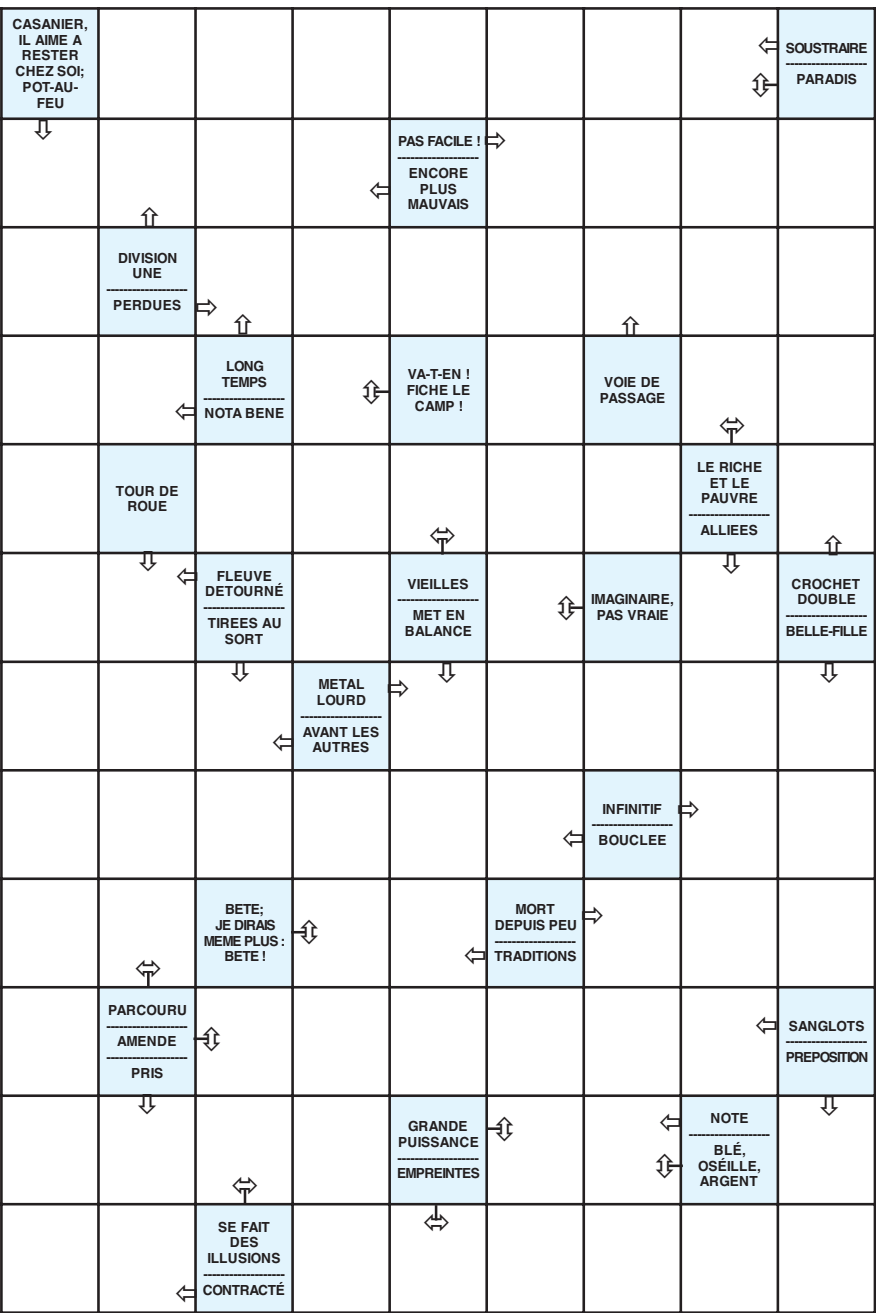 CASANIER,
IL AIME A
RESTER
CHEZ SOI;
POT-AU-
FEU
SOUSTRAIRE
PARADIS
PAS FACILE !
ENCORE
PLUS
MAUVAIS
DIVISION
UNE
PERDUES
LONG
TEMPS
NOTA BENE
VA-T-EN !
FICHE LE
CAMP !
VOIE DE
PASSAGE
TOUR DE
ROUE
LE RICHE
ET LE
PAUVRE
ALLIEES
FLEUVE
DETOURNÉ
TIREES AU
SORT
VIEILLES
MET EN
BALANCE
IMAGINAIRE,
PAS VRAIE
CROCHET
DOUBLE
BELLE-FILLE
METAL
LOURD
AVANT LES
AUTRES
INFINITIF
BOUCLEE
BETE;
JE DIRAIS
MEME PLUS :
BETE !
MORT
DEPUIS PEU
TRADITIONS
PARCOURU
AMENDE
PRIS
SANGLOTS
PREPOSITION
GRANDE
PUISSANCE
EMPREINTES
NOTE
BLÉ,
OSÉILLE,
ARGENT
SE FAIT
DES
ILLUSIONS
CONTRACTÉ